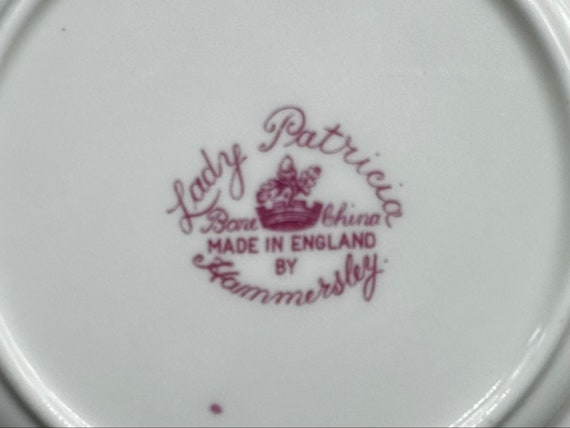 Lady Patricia
Bone China
MADE IN ENGLAND
BY
Hammersley.